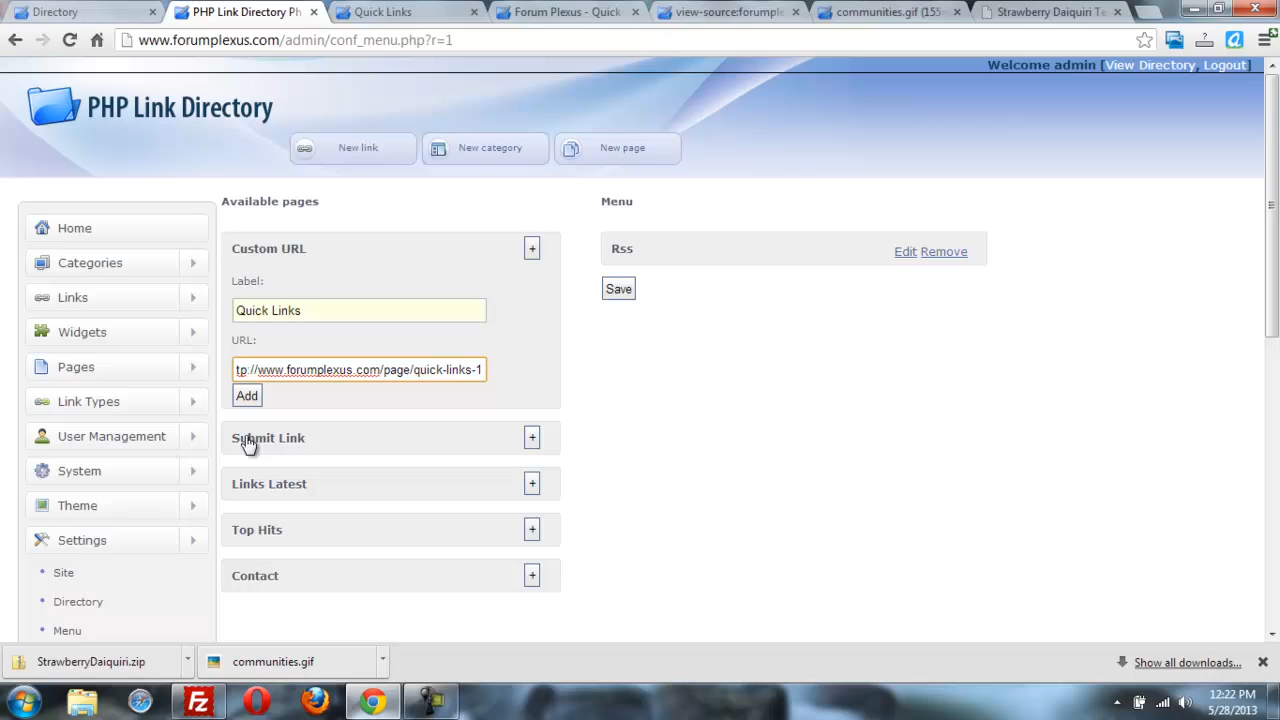 Directory
PHP Link Directory Ph
Quick Links
Forum Plexus - Quick
view-source:forumple
communities.gif (155
Strawberry Daiquiri Te
www.forumplexus.com/admin/conf_menu.php?r=1
Welcome admin [View Directory, Logout]
PHP Link Directory
New link
New category
New page
Available pages
Menu
Home
Categories
Links
Widgets
Pages
Link Types
User Management
System
Theme
Settings
Site
Directory
Menu
Custom URL
+
Label:
Quick Links
URL:
tp://www.forumplexus.com/page/quick-links-1
Add
Submit Link
+
Links Latest
+
Top Hits
+
Contact
+
Rss
Edit Remove
Save
StrawberryDaiquiri.zip
communities.gif
Show all downloads...
12:22 PM
5/28/2013